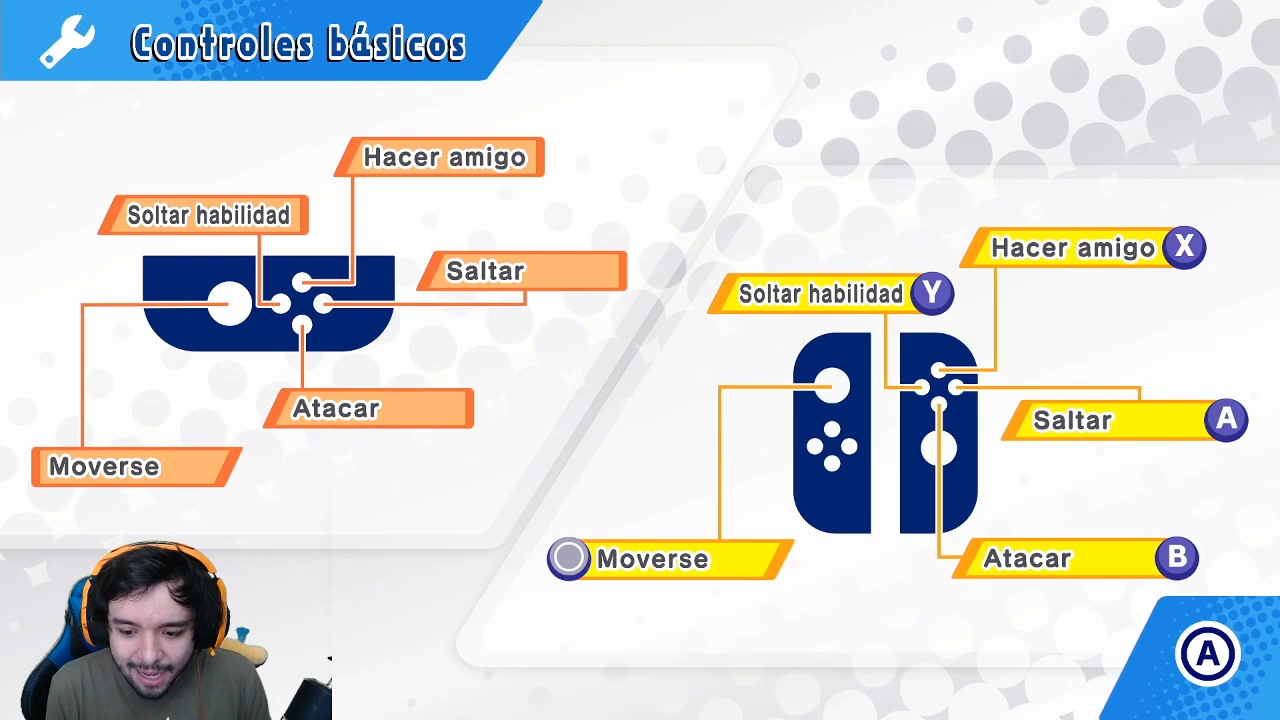 Controles básicos
Hacer amigo
Soltar habilidad
Saltar
Atacar
Moverse
Hacer amigo X
Soltar habilidad Y
Saltar A
Moverse
Atacar B
A